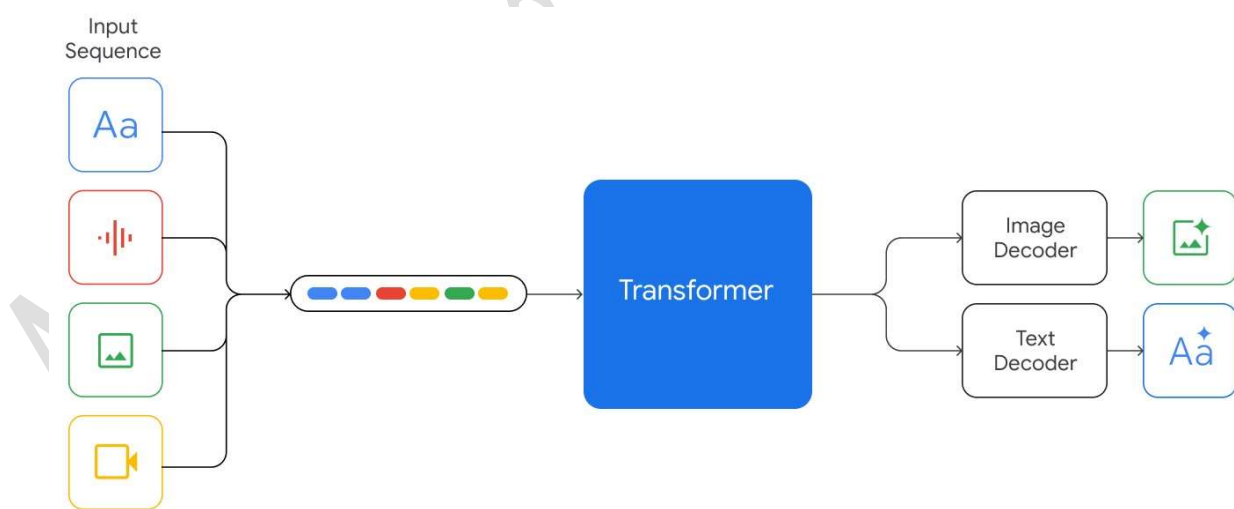 Input
Sequence
Aa
Transformer
Image
Decoder
Text
Decoder
Aa